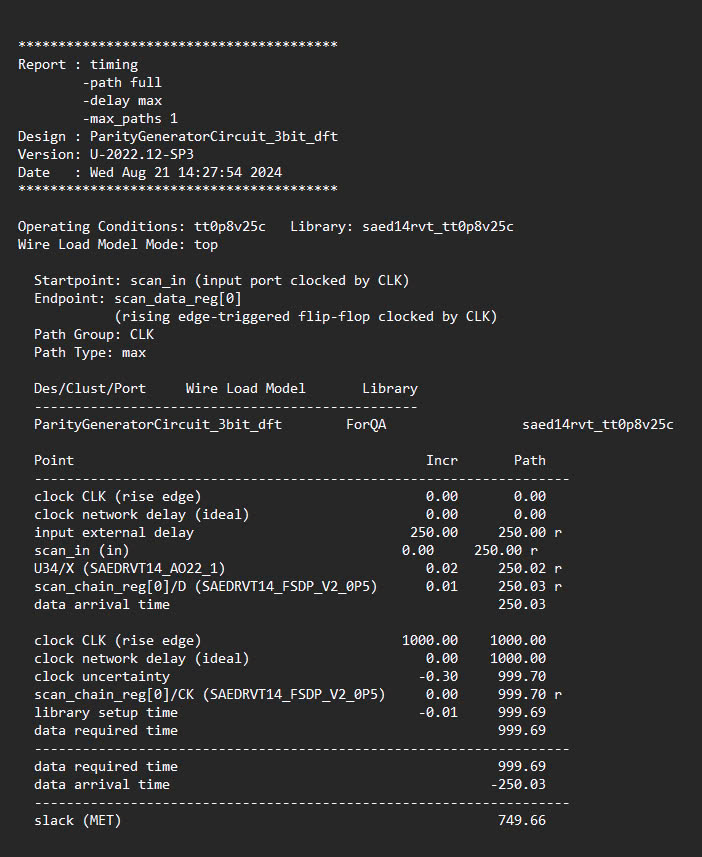 ****************************************
Report : timing
        -path full
        -delay max
        -max_paths 1
Design : ParityGeneratorCircuit_3bit_dft
Version: U-2022.12-SP3
Date   : Wed Aug 21 14:27:54 2024
****************************************

Operating Conditions: tt0p8v25c   Library: saed14rvt_tt0p8v25c
Wire Load Model Mode: top

  Startpoint: scan_in (input port clocked by CLK)
  Endpoint: scan_data_reg[0]
            (rising edge-triggered flip-flop clocked by CLK)
  Path Group: CLK
  Path Type: max

  Des/Clust/Port     Wire Load Model       Library
  ------------------------------------------------
  ParityGeneratorCircuit_3bit_dft        ForQA                 saed14rvt_tt0p8v25c

  Point                                            Incr       Path
  -------------------------------------------------------------------
  clock CLK (rise edge)                            0.00       0.00
  clock network delay (ideal)                      0.00       0.00
  input external delay                           250.00     250.00 r
  scan_in (in)                                  0.00     250.00 r
  U34/X (SAEDRVT14_AO22_1)                         0.02     250.02 r
  scan_chain_reg[0]/D (SAEDRVT14_FSDP_V2_0P5)      0.01     250.03 r
  data arrival time                                         250.03

  clock CLK (rise edge)                         1000.00    1000.00
  clock network delay (ideal)                      0.00    1000.00
  clock uncertainty                               -0.30     999.70
  scan_chain_reg[0]/CK (SAEDRVT14_FSDP_V2_0P5)     0.00     999.70 r
  library setup time                              -0.01     999.69
  data required time                                        999.69
  -------------------------------------------------------------------
  data required time                                        999.69
  data arrival time                                        -250.03
  -------------------------------------------------------------------
  slack (MET)                                               749.66